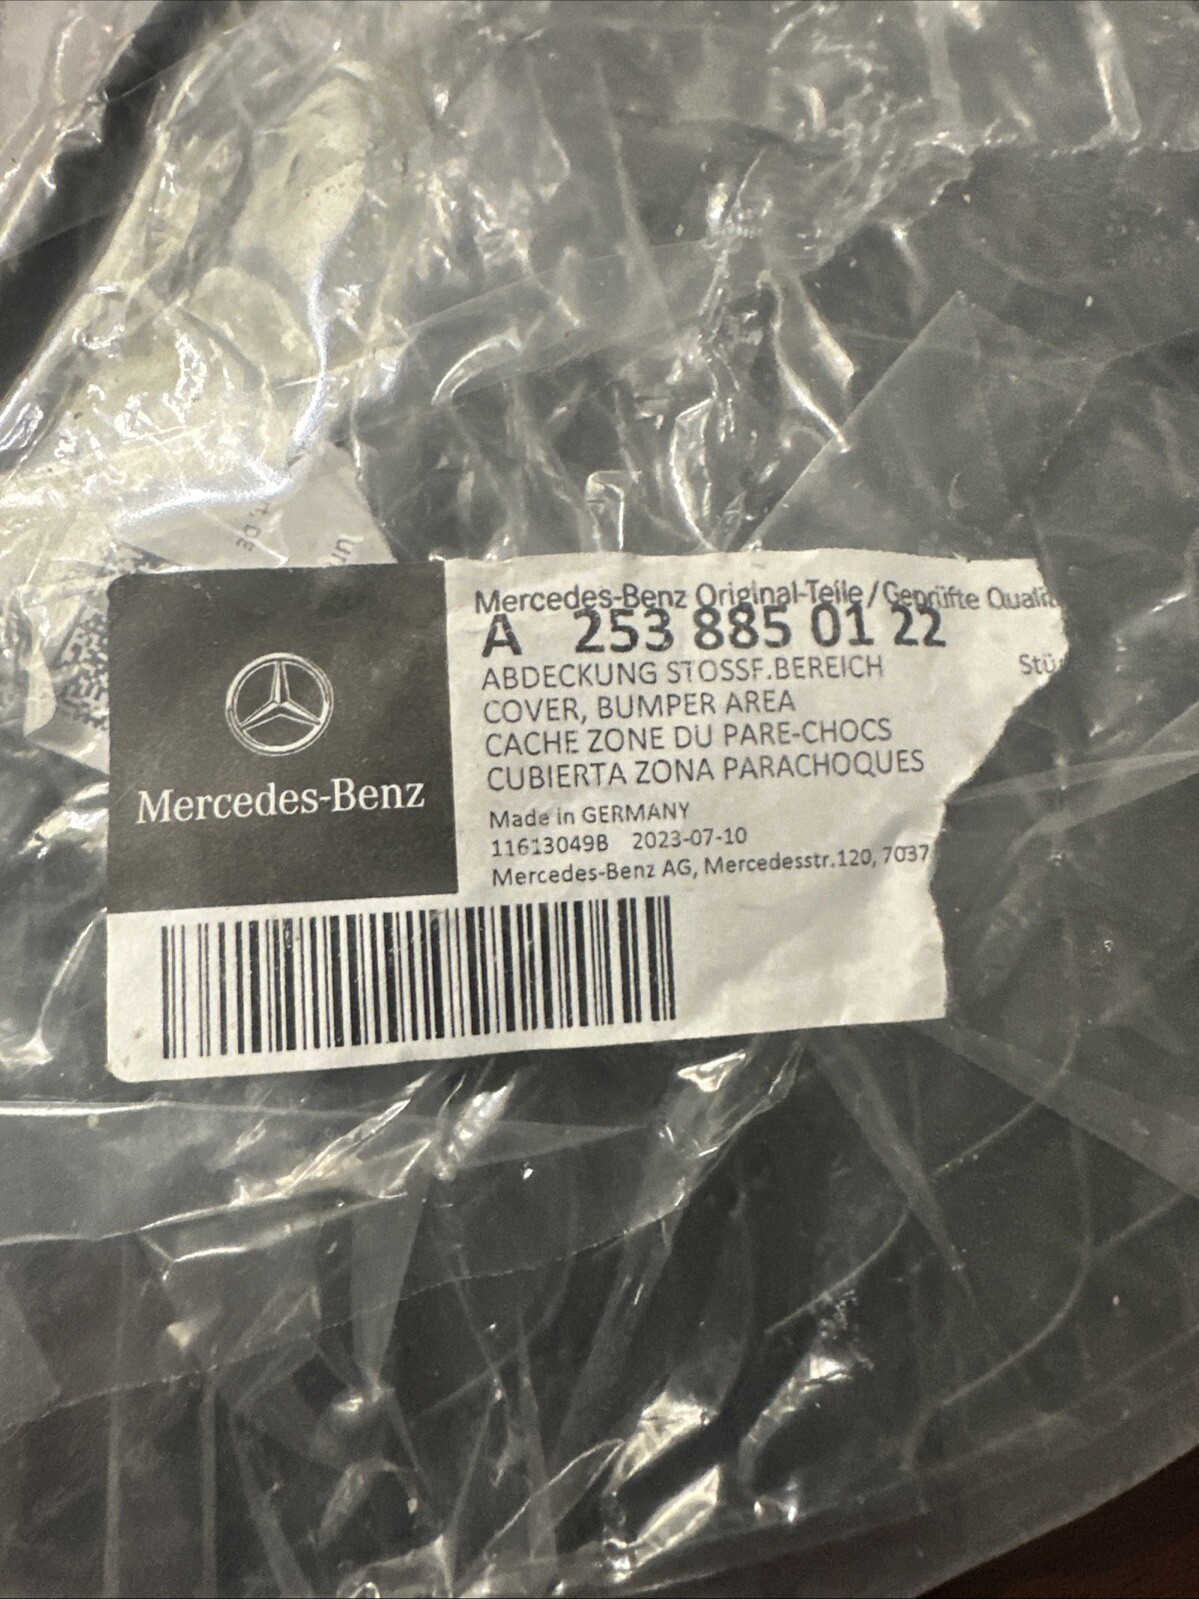 Mercedes-Benz Original-Teile/Geprüfte Quali
A 253 885 01 22
Stü
ABDECKUNG STOSSF.BEREICH
COVER, BUMPER AREA
CACHE ZONE DU PARE-CHOCS
CUBIERTA ZONA PARACHOQUES
Made in GERMANY
11613049B 2023-07-10
Mercedes-Benz AG, Mercedesstr.120, 7037
Mercedes-Benz